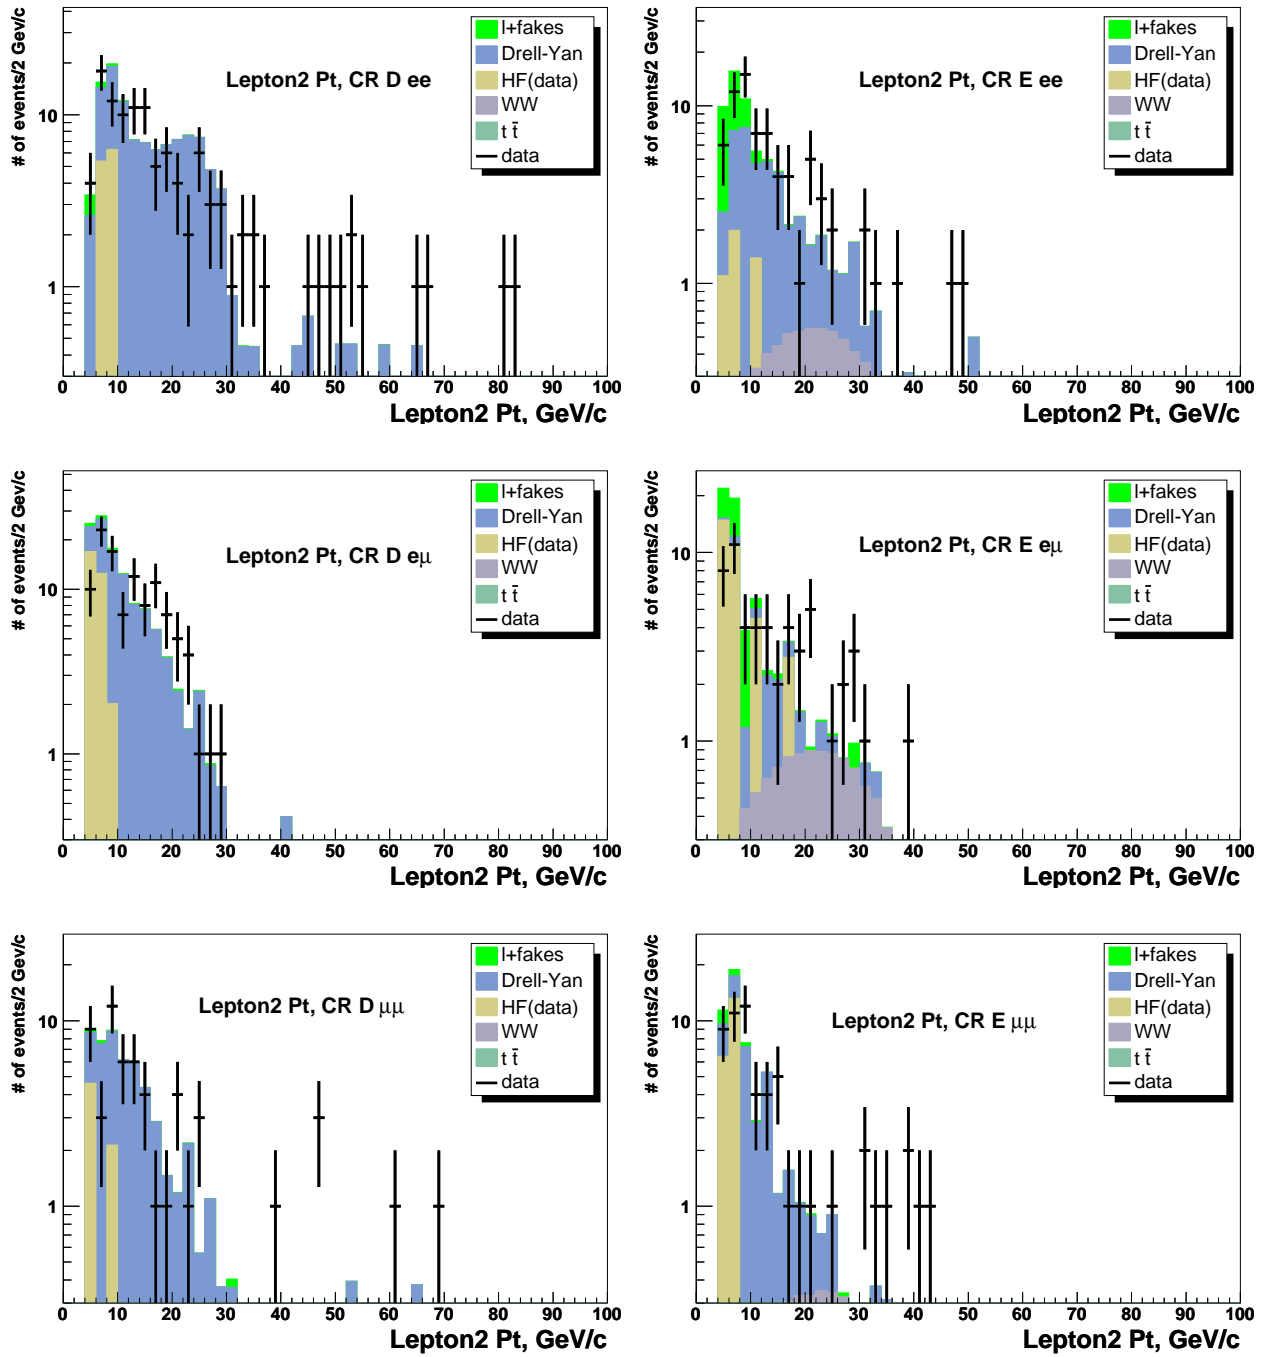 # of events/2 Gev/c
10
1
Lepton2 Pt, CR D ee
l+fakes
Drell-Yan
HF(data)
WW
t t̄
data
0 10 20 30 40 50 60 70 80 90 100
Lepton2 Pt, GeV/c
# of events/2 Gev/c
10
1
Lepton2 Pt, CR E ee
l+fakes
Drell-Yan
HF(data)
WW
t t̄
data
0 10 20 30 40 50 60 70 80 90 100
Lepton2 Pt, GeV/c
# of events/2 Gev/c
10
1
Lepton2 Pt, CR D eμ
l+fakes
Drell-Yan
HF(data)
WW
t t̄
data
0 10 20 30 40 50 60 70 80 90 100
Lepton2 Pt, GeV/c
# of events/2 Gev/c
10
1
Lepton2 Pt, CR E eμ
l+fakes
Drell-Yan
HF(data)
WW
t t̄
data
0 10 20 30 40 50 60 70 80 90 100
Lepton2 Pt, GeV/c
# of events/2 Gev/c
10
1
Lepton2 Pt, CR D μμ
l+fakes
Drell-Yan
HF(data)
WW
t t̄
data
0 10 20 30 40 50 60 70 80 90 100
Lepton2 Pt, GeV/c
# of events/2 Gev/c
10
1
Lepton2 Pt, CR E μμ
l+fakes
Drell-Yan
HF(data)
WW
t t̄
data
0 10 20 30 40 50 60 70 80 90 100
Lepton2 Pt, GeV/c